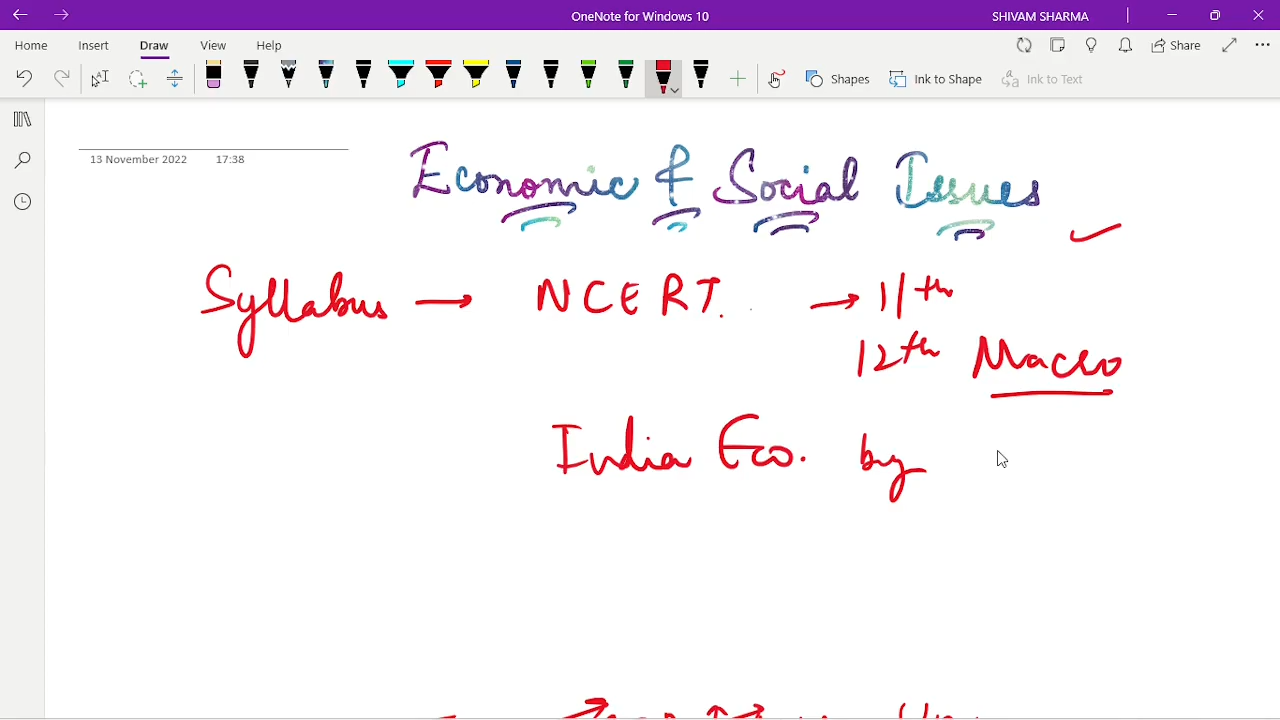 OneNote for Windows 10
SHIVAM SHARMA
Home Insert Draw View Help
Share
Shapes Ink to Shape Ink to Text
13 November 2022 17:38
Economic & Social Issues
Syllabus → NCERT. → 11th
12th Macro
India Eco. by